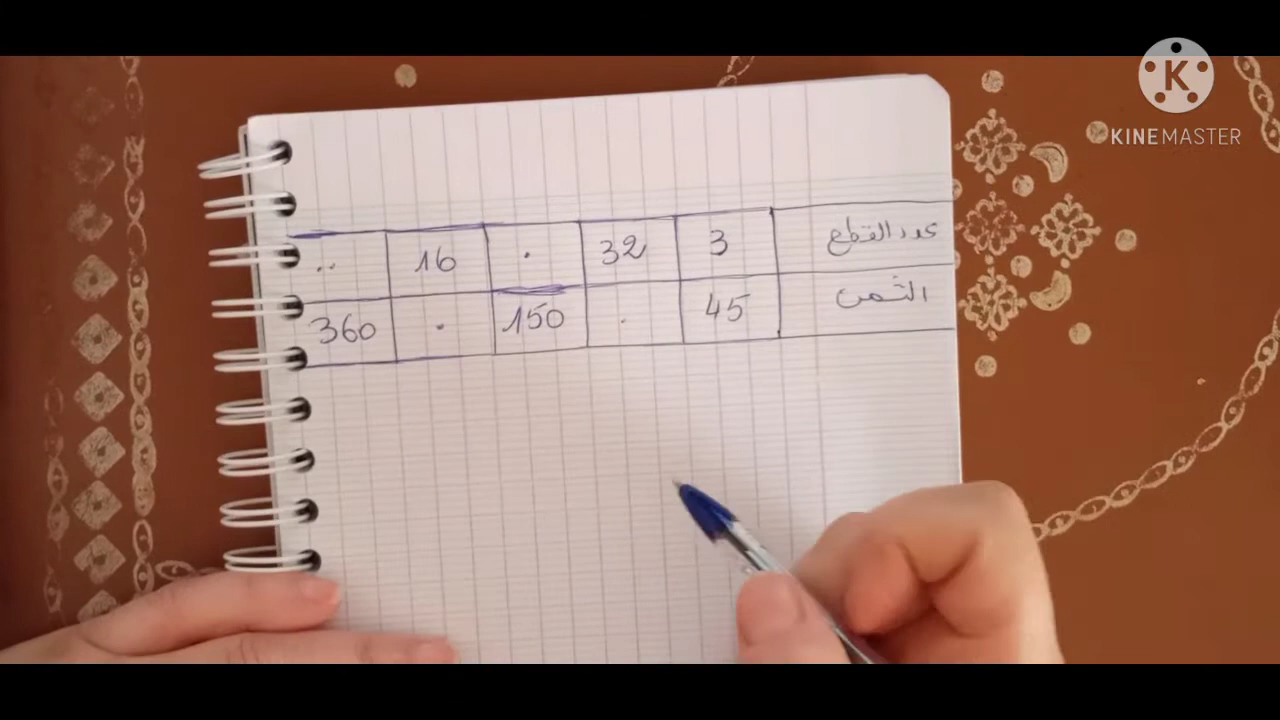 K
KINEMASTER
عدد القطع 3 32 . 16 ..
الثمن 45 . 150 . 360